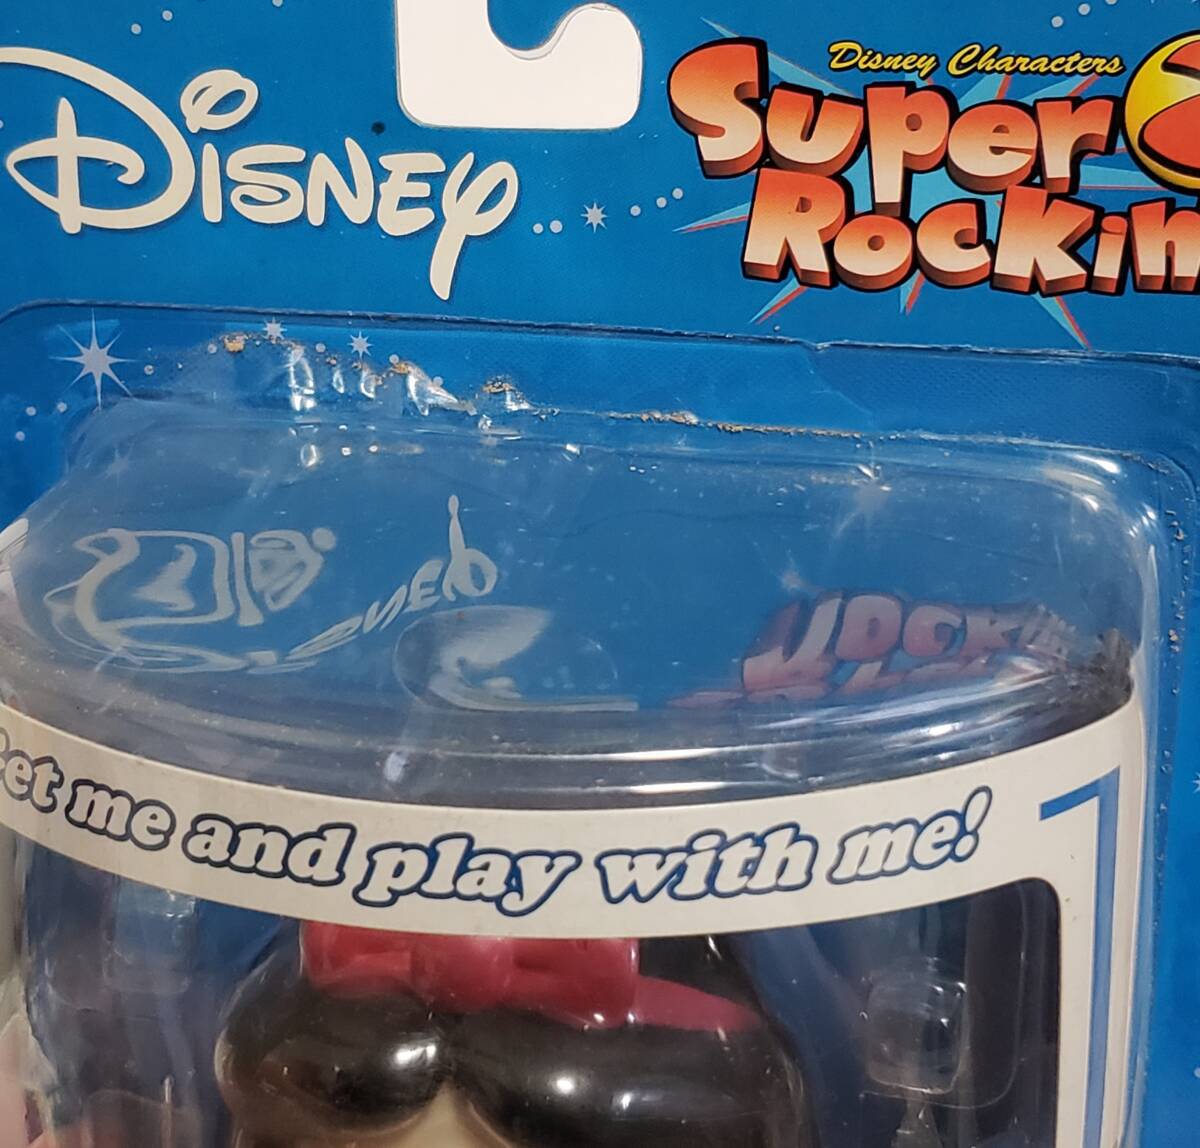 Disney
Disney Characters
Super
Rockin
et me and play with me!